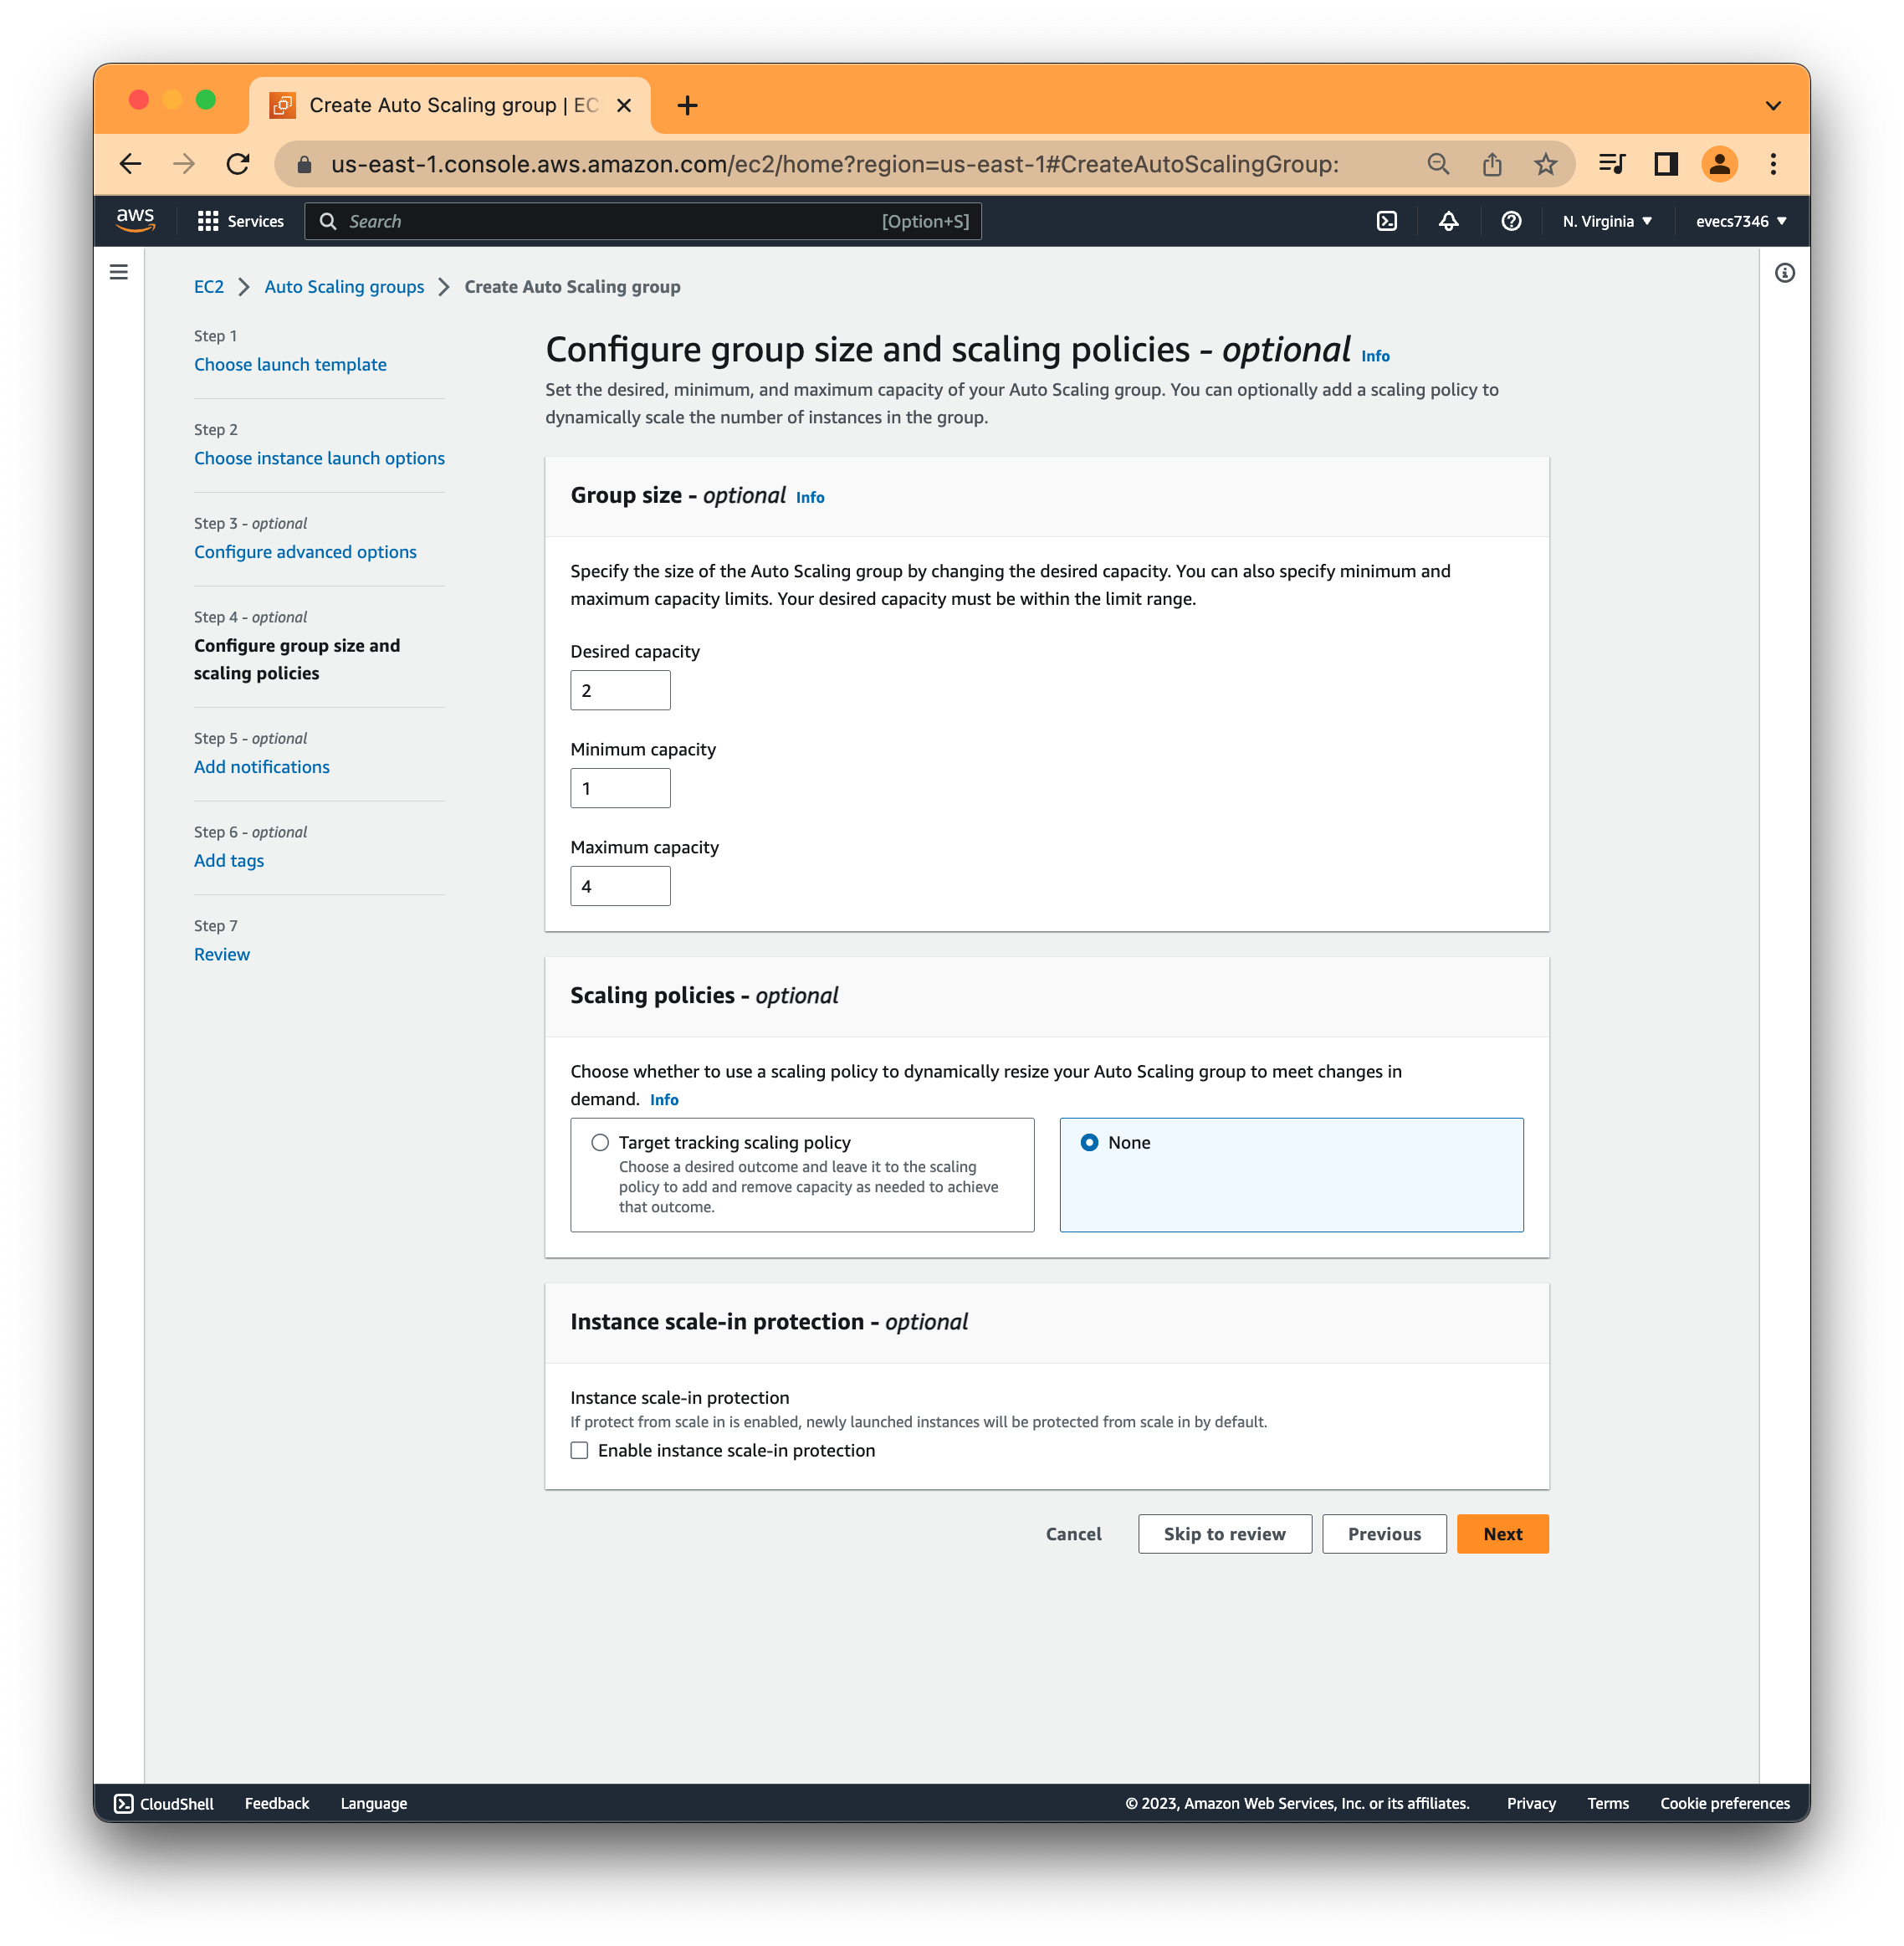 Create Auto Scaling group | EC
us-east-1.console.aws.amazon.com/ec2/home?region=us-east-1#CreateAutoScalingGroup:
aws
Services
Search
[Option+S]
N. Virginia
evecs7346
EC2
Auto Scaling groups
Create Auto Scaling group
Step 1
Choose launch template
Step 2
Choose instance launch options
Step 3 - optional
Configure advanced options
Step 4 - optional
Configure group size and
scaling policies
Step 5 - optional
Add notifications
Step 6 - optional
Add tags
Step 7
Review
Configure group size and scaling policies - optional Info
Set the desired, minimum, and maximum capacity of your Auto Scaling group. You can optionally add a scaling policy to
dynamically scale the number of instances in the group.
Group size - optional Info
Specify the size of the Auto Scaling group by changing the desired capacity. You can also specify minimum and
maximum capacity limits. Your desired capacity must be within the limit range.
Desired capacity
2
Minimum capacity
1
Maximum capacity
4
Scaling policies - optional
Choose whether to use a scaling policy to dynamically resize your Auto Scaling group to meet changes in
demand. Info
Target tracking scaling policy
Choose a desired outcome and leave it to the scaling
policy to add and remove capacity as needed to achieve
that outcome.
None
Instance scale-in protection - optional
Instance scale-in protection
If protect from scale in is enabled, newly launched instances will be protected from scale in by default.
Enable instance scale-in protection
Cancel
Skip to review
Previous
Next
CloudShell
Feedback
Language
© 2023, Amazon Web Services, Inc. or its affiliates.
Privacy
Terms
Cookie preferences